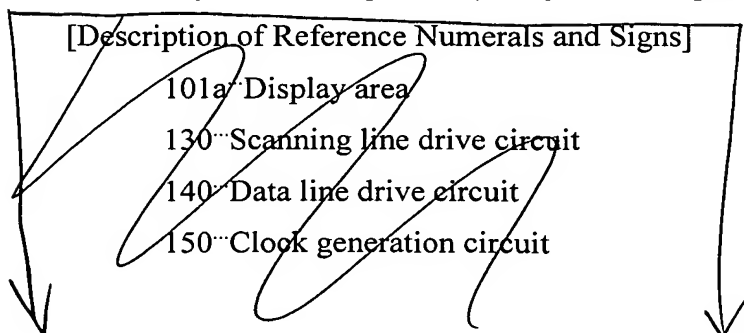 [Description of Reference Numerals and Signs]
101a···Display area
130···Scanning line drive circuit
140···Data line drive circuit
150···Clock generation circuit